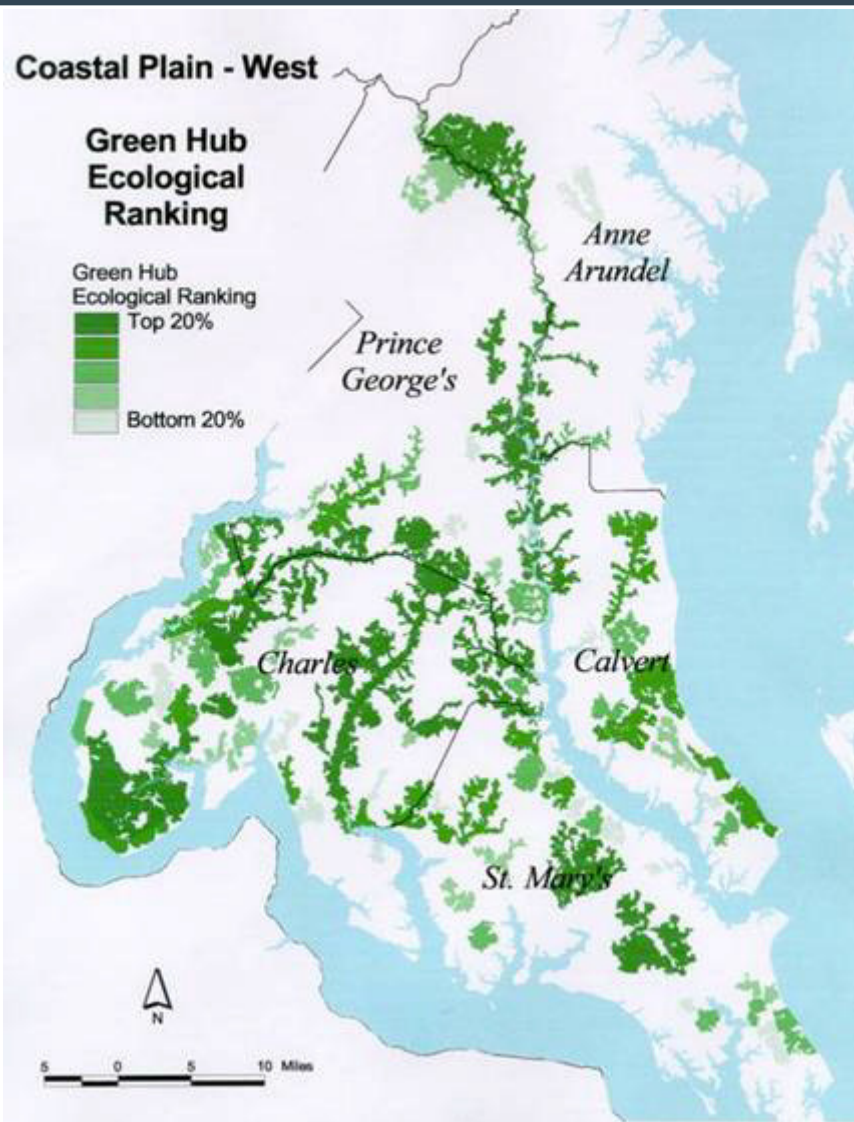 Coastal Plain - West
Green Hub
Ecological
Ranking
Green Hub
Ecological Ranking
Top 20%
Bottom 20%
Anne
Arundel
Prince
George's
Charles
Calvert
St. Mary's
N
5 0 5 10 Miles